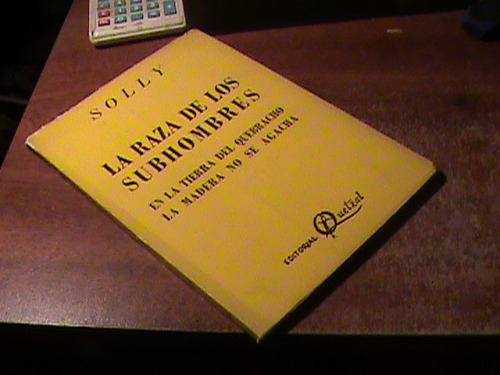 SOLLY
LA RAZA DE LOS
SUBHOMBRES
EN LA TIERRA DEL QUEBRACHO
LA MADERA NO SE AGACHA
EDITORIAL Quetzal